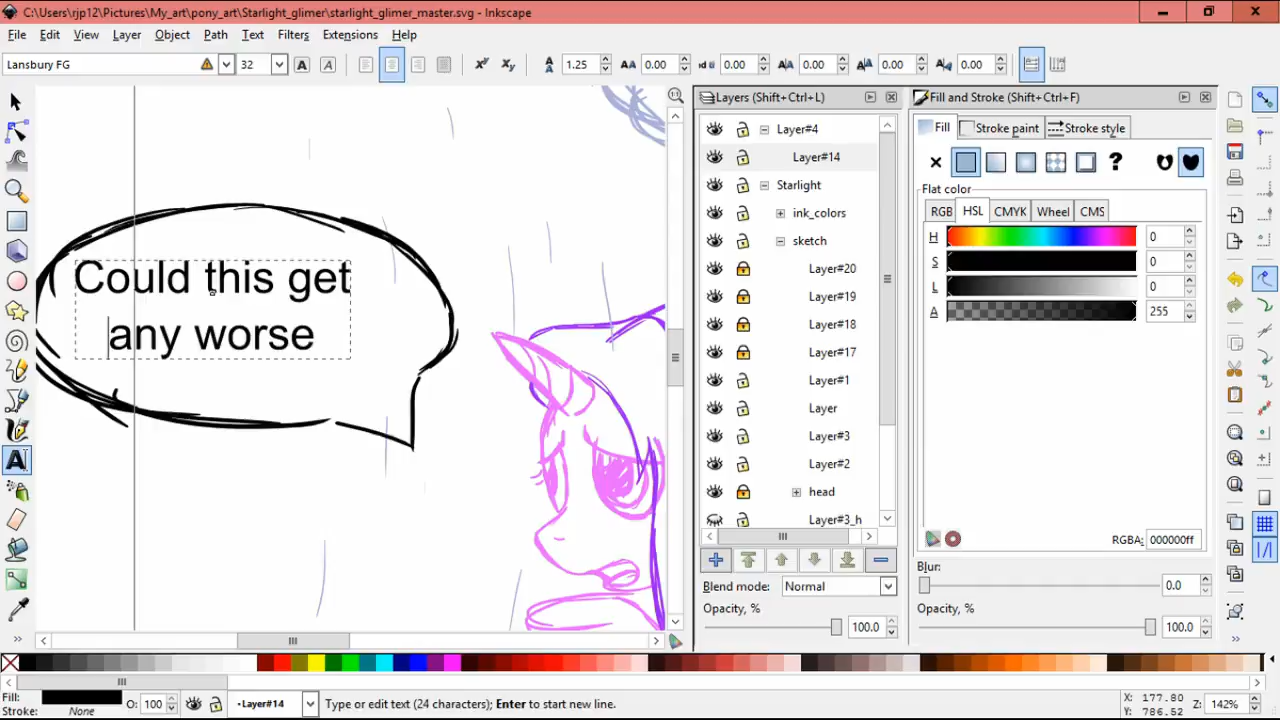 C:\Users\rjp12\Pictures\My_art\pony_art\Starlight_glimer\starlight_glimer_master.svg - Inkscape
File Edit View Layer Object Path Text Filters Extensions Help
Lansbury FG 32 1.25 0.00 0.00 0.00 0.00 0.00
Layers (Shift+Ctrl+L)
Layer#4
Layer#14
Starlight
ink_colors
sketch
Layer#20
Layer#19
Layer#18
Layer#17
Layer#1
Layer
Layer#3
Layer#2
head
Layer#3_h
Blend mode: Normal
Opacity, % 100.0
Fill and Stroke (Shift+Ctrl+F)
Fill Stroke paint Stroke style
Flat color
RGB HSL CMYK Wheel CMS
H 0
S 0
L 0
A 255
RGBA: 000000ff
Blur: 0.0
Opacity, % 100.0
Could this get
any worse
Fill:
Stroke: None
O: 100
•Layer#14
Type or edit text (24 characters); Enter to start new line.
X: 177.80
Y: 786.52
Z: 142%